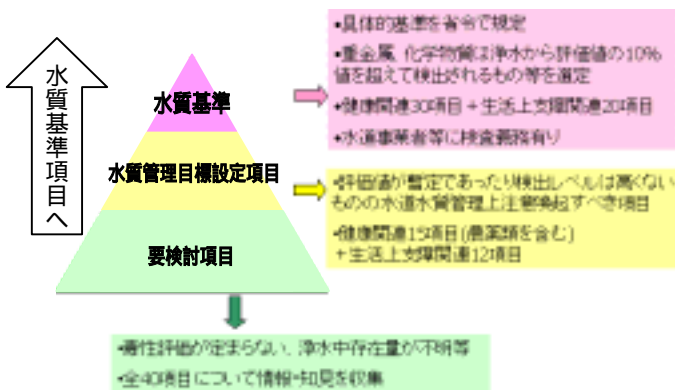 水質基準項目へ
水質基準
水質管理目標設定項目
要検討項目
•具体的基準を省令で規定
•重金属、化学物質は浄水から評価値の10%
値を超えて検出されるもの等を選定
•健康関連30項目+生活上支障関連20項目
•水道事業者等に検査義務有り
•評価値が暫定であったり検出レベルは高くない
ものの水道水質管理上注意喚起すべき項目
•健康関連15項目(農薬類を含む)
+生活上支障関連12項目
•毒性評価が定まらない、浄水中存在量が不明等
•全40項目について情報•知見を収集